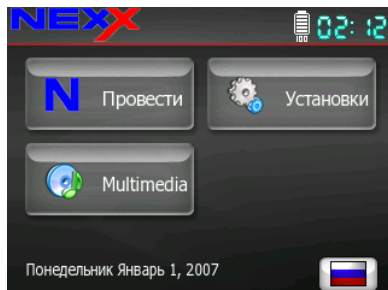 NEXX
100
02:12
N Провести
Установки
Multimedia
Понедельник Январь 1, 2007